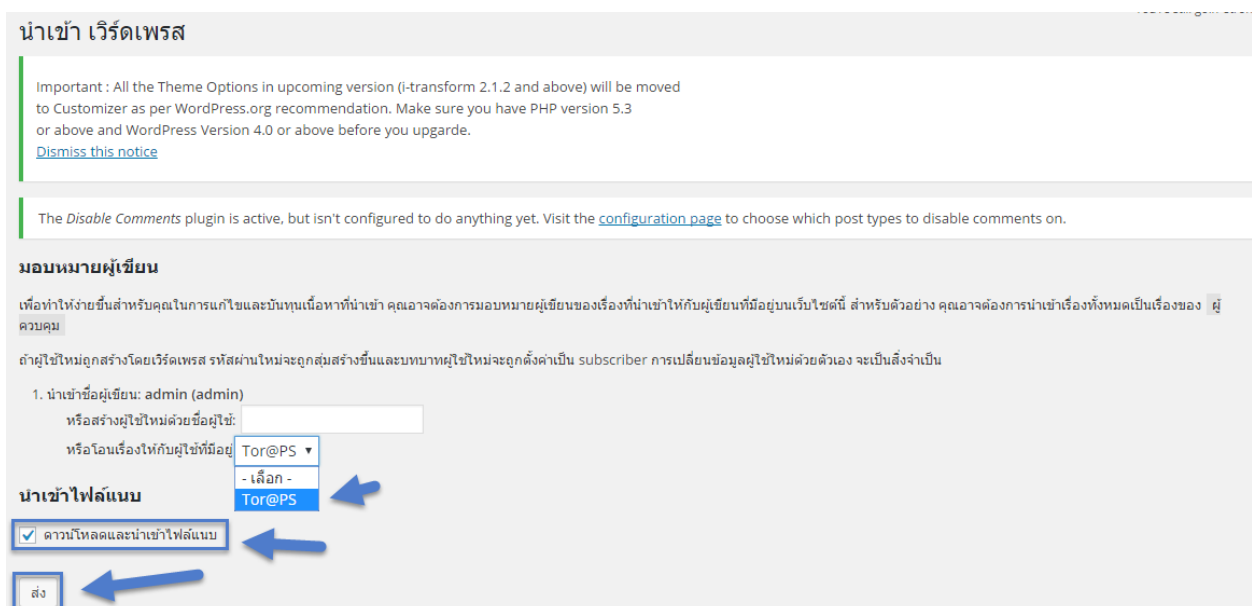 นำเข้า เวิร์ดเพรส
Important : All the Theme Options in upcoming version (i-transform 2.1.2 and above) will be moved
to Customizer as per WordPress.org recommendation. Make sure you have PHP version 5.3
or above and WordPress Version 4.0 or above before you upgarde.
Dismiss this notice
The Disable Comments plugin is active, but isn't configured to do anything yet. Visit the configuration page to choose which post types to disable comments on.
มอบหมายผู้เขียน
เพื่อทำให้ง่ายขึ้นสำหรับคุณในการแก้ไขและบันทุนเนื้อหาที่นำเข้า คุณอาจต้องการมอบหมายผู้เขียนของเรื่องที่นำเข้าให้กับผู้เขียนที่มีอยู่บนเว็บไซต์นี้ สำหรับตัวอย่าง คุณอาจต้องการนำเข้าเรื่องทั้งหมดเป็นเรื่องของ ผู้
ควบคุม
ถ้าผู้ใช้ใหม่ถูกสร้างโดยเวิร์ดเพรส รหัสผ่านใหม่จะถูกสุ่มสร้างขึ้นและบทบาทผู้ใช้ใหม่จะถูกตั้งค่าเป็น subscriber การเปลี่ยนข้อมูลผู้ใช้ใหม่ด้วยตัวเอง จะเป็นสิ่งจำเป็น
1. นำเข้าชื่อผู้เขียน: admin (admin)
หรือสร้างผู้ใช้ใหม่ด้วยชื่อผู้ใช้:
หรือโอนเรื่องให้กับผู้ใช้ที่มีอยู่ Tor@PS
- เลือก -
Tor@PS
นำเข้าไฟล์แนบ
ดาวน์โหลดและนำเข้าไฟล์แนบ
ส่ง